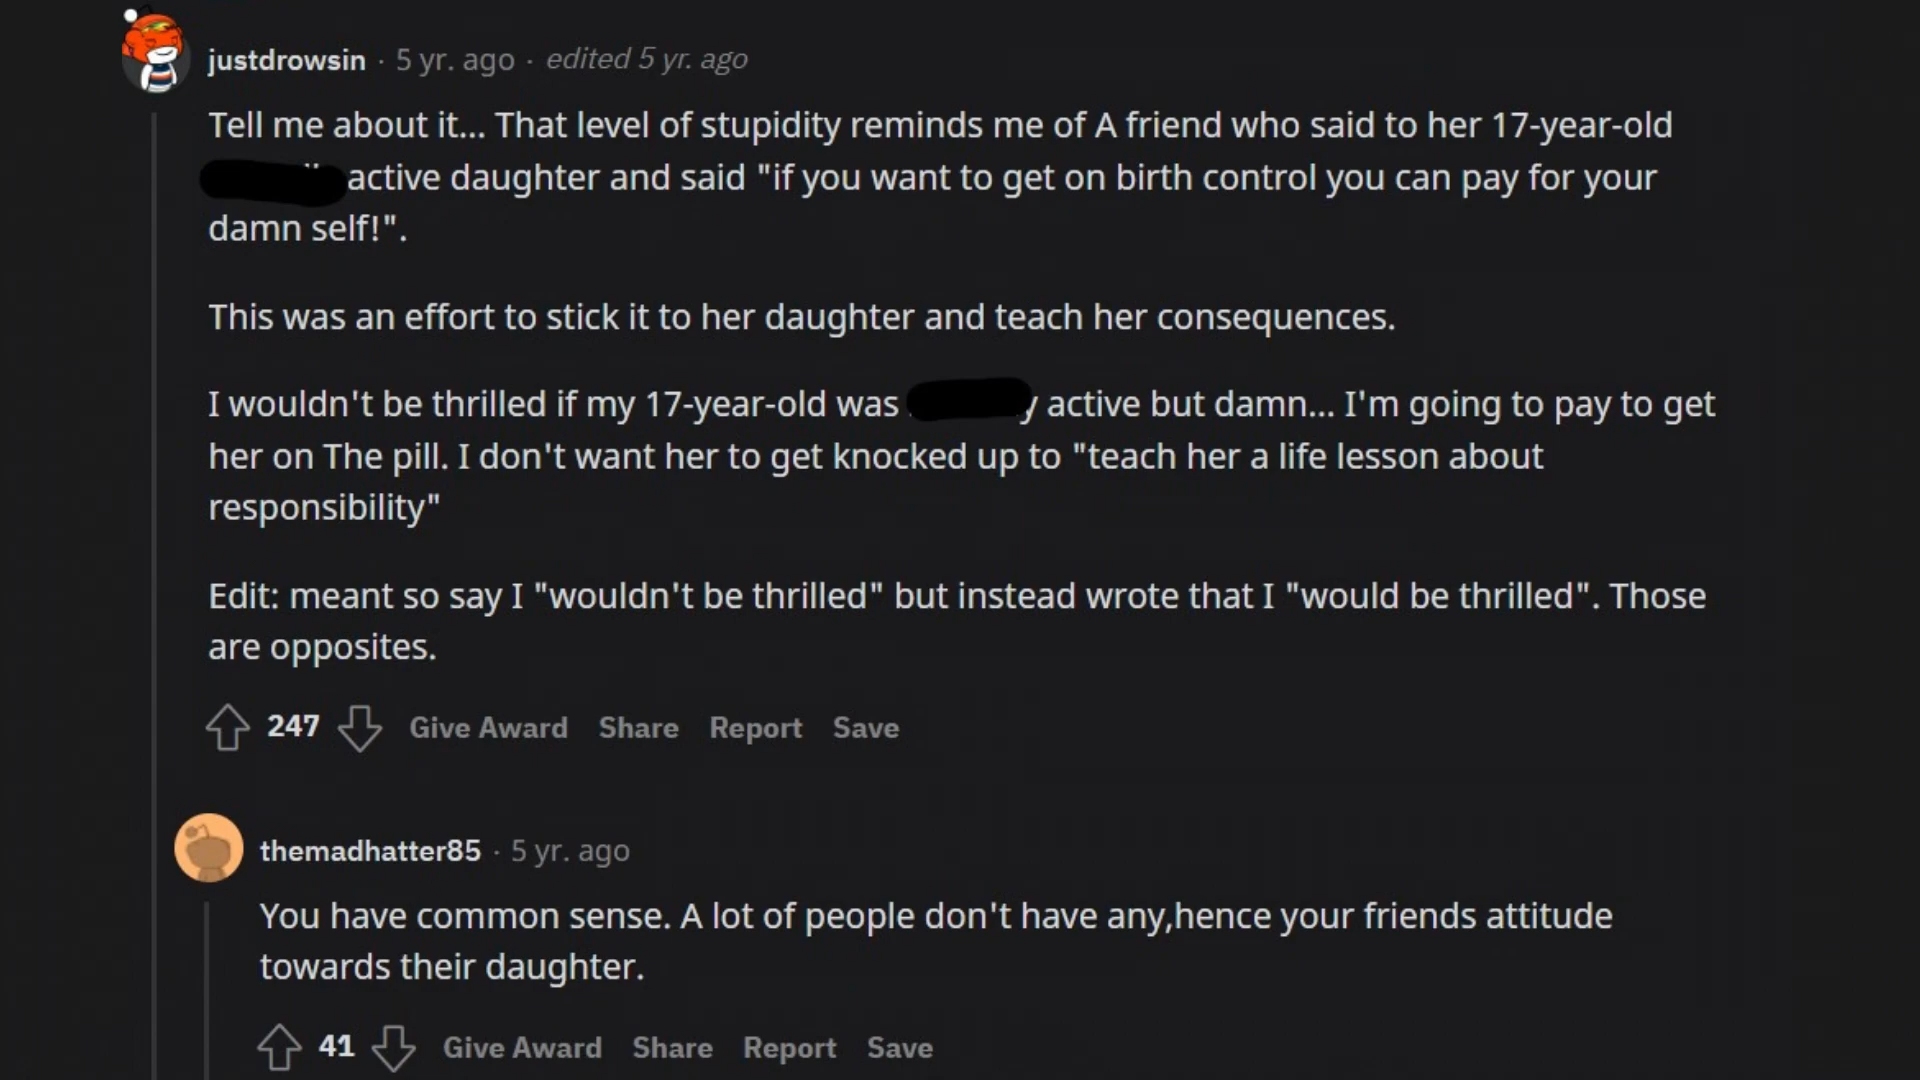 justdrowsin · 5 yr. ago · edited 5 yr. ago
Tell me about it... That level of stupidity reminds me of A friend who said to her 17-year-old
active daughter and said "if you want to get on birth control you can pay for your
damn self!".
This was an effort to stick it to her daughter and teach her consequences.
I wouldn't be thrilled if my 17-year-old was active but damn... I'm going to pay to get
her on The pill. I don't want her to get knocked up to "teach her a life lesson about
responsibility"
Edit: meant so say I "wouldn't be thrilled" but instead wrote that I "would be thrilled". Those
are opposites.
247 Give Award Share Report Save
themadhatter85 · 5 yr. ago
You have common sense. A lot of people don't have any,hence your friends attitude
towards their daughter.
41 Give Award Share Report Save